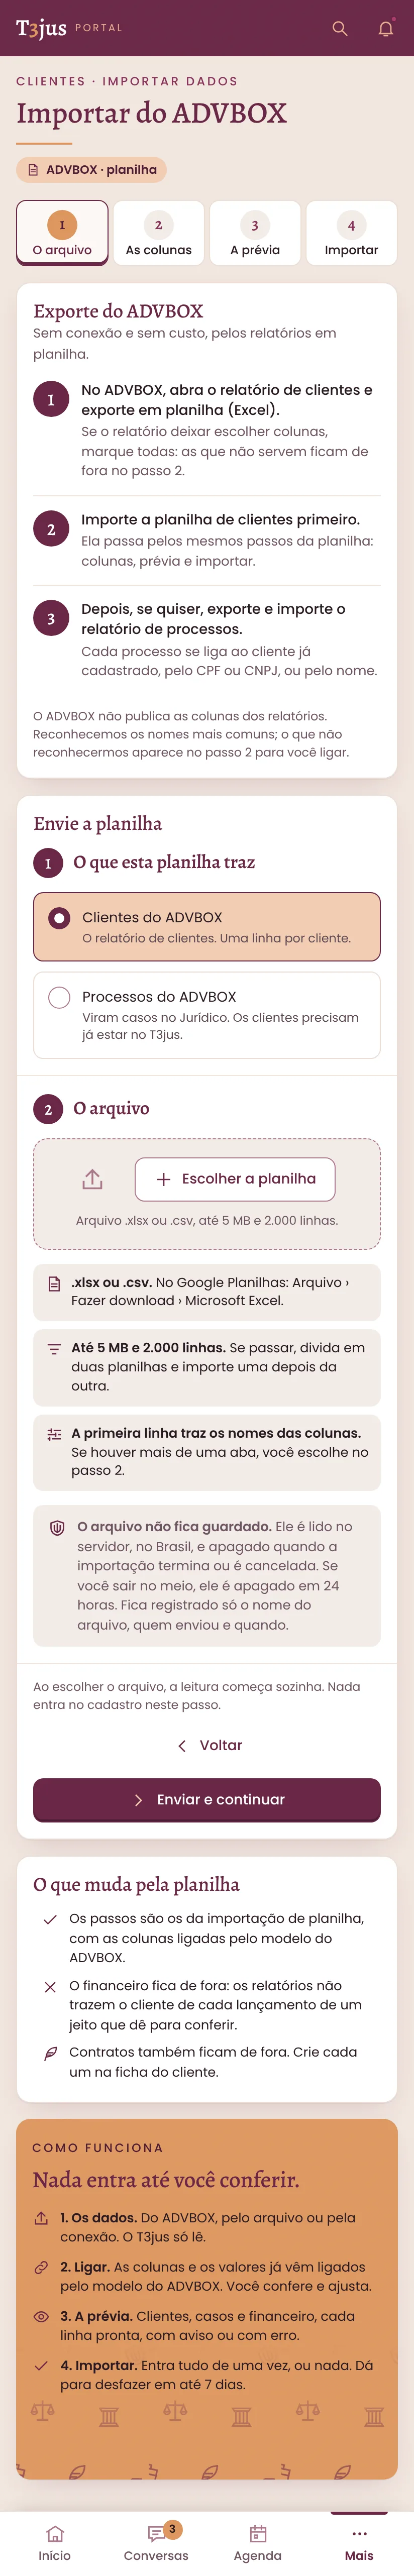 T3jus PORTAL
CLIENTES · IMPORTAR DADOS
Importar do ADVBOX
ADVBOX · planilha
1
O arquivo
2
As colunas
3
A prévia
4
Importar
Exporte do ADVBOX
Sem conexão e sem custo, pelos relatórios em
planilha.
1
No ADVBOX, abra o relatório de clientes e
exporte em planilha (Excel).
Se o relatório deixar escolher colunas,
marque todas: as que não servem ficam de
fora no passo 2.
2
Importe a planilha de clientes primeiro.
Ela passa pelos mesmos passos da planilha:
colunas, prévia e importar.
3
Depois, se quiser, exporte e importe o
relatório de processos.
Cada processo se liga ao cliente já
cadastrado, pelo CPF ou CNPJ, ou pelo nome.
O ADVBOX não publica as colunas dos relatórios.
Reconhecemos os nomes mais comuns; o que não
reconhecermos aparece no passo 2 para você ligar.
Envie a planilha
1 O que esta planilha traz
Clientes do ADVBOX
O relatório de clientes. Uma linha por cliente.
Processos do ADVBOX
Viram casos no Jurídico. Os clientes precisam
já estar no T3jus.
2 O arquivo
Escolher a planilha
Arquivo .xlsx ou .csv, até 5 MB e 2.000 linhas.
.xlsx ou .csv. No Google Planilhas: Arquivo ›
Fazer download › Microsoft Excel.
Até 5 MB e 2.000 linhas. Se passar, divida em
duas planilhas e importe uma depois da
outra.
A primeira linha traz os nomes das colunas.
Se houver mais de uma aba, você escolhe no
passo 2.
O arquivo não fica guardado. Ele é lido no
servidor, no Brasil, e apagado quando a
importação termina ou é cancelada. Se
você sair no meio, ele é apagado em 24
horas. Fica registrado só o nome do
arquivo, quem enviou e quando.
Ao escolher o arquivo, a leitura começa sozinha. Nada
entra no cadastro neste passo.
Voltar
Enviar e continuar
O que muda pela planilha
Os passos são os da importação de planilha,
com as colunas ligadas pelo modelo do
ADVBOX.
O financeiro fica de fora: os relatórios não
trazem o cliente de cada lançamento de um
jeito que dê para conferir.
Contratos também ficam de fora. Crie cada
um na ficha do cliente.
COMO FUNCIONA
Nada entra até você conferir.
1. Os dados. Do ADVBOX, pelo arquivo ou pela
conexão. O T3jus só lê.
2. Ligar. As colunas e os valores já vêm ligados
pelo modelo do ADVBOX. Você confere e ajusta.
3. A prévia. Clientes, casos e financeiro, cada
linha pronta, com aviso ou com erro.
4. Importar. Entra tudo de uma vez, ou nada. Dá
para desfazer em até 7 dias.
Início
3
Conversas
Agenda
Mais